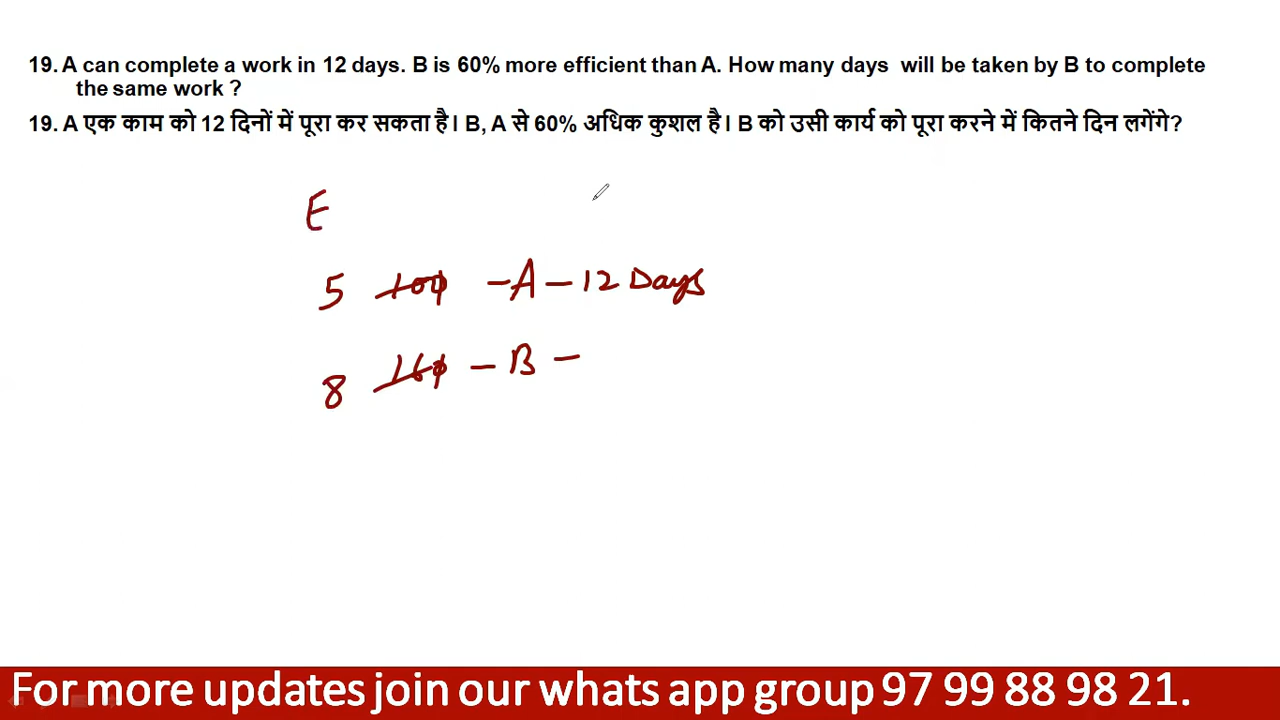 19. A can complete a work in 12 days. B is 60% more efficient than A. How many days will be taken by B to complete
the same work ?
19. A एक काम को 12 दिनों में पूरा कर सकता है। B, A से 60% अधिक कुशल है। B को उसी कार्य को पूरा करने में कितने दिन लगेंगे?
E
5 100 - A - 12 Days
8 160 - B -
For more updates join our whats app group 97 99 88 98 21.